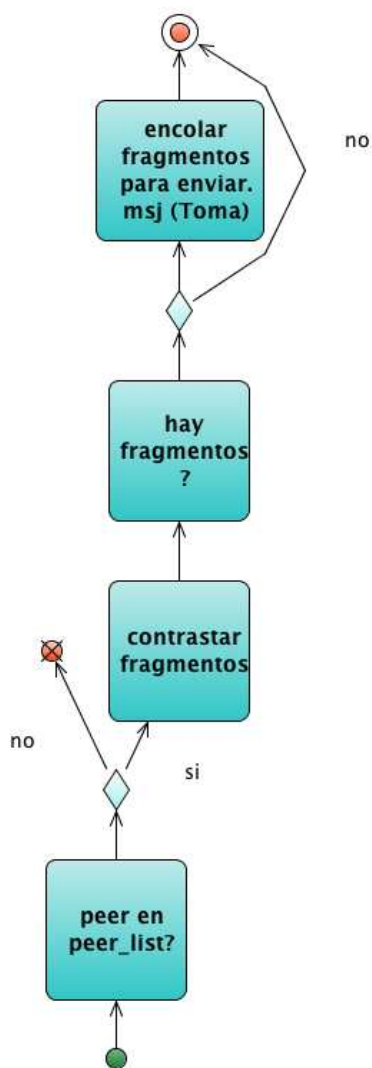 encolar
fragmentos
para enviar.
msj (Toma)
no
hay
fragmentos
?
contrastar
fragmentos
no
si
peer en
peer_list?